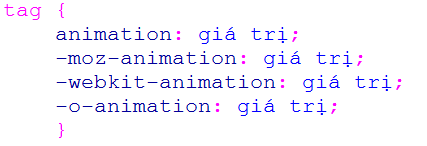 tag {
animation: giá trị;
-moz-animation: giá trị;
-webkit-animation: giá trị;
-o-animation: giá trị;
}